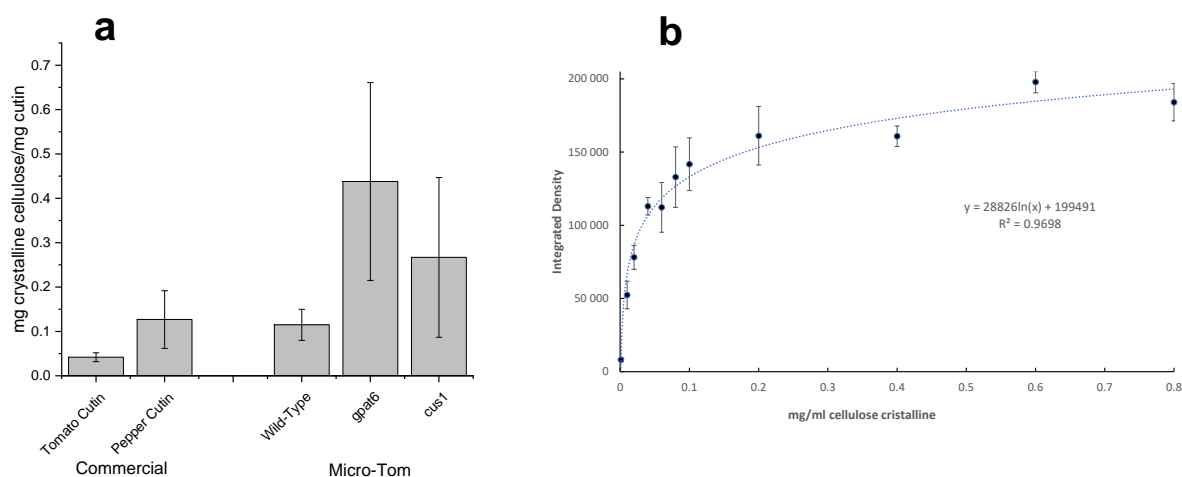 a
mg crystalline cellulose/mg cutin
0.7
0.6
0.5
0.4
0.3
0.2
0.1
0.0
Tomato Cutin
Pepper Cutin
Wild-Type
gpat6
cus1
Commercial
Micro-Tom
b
Integrated Density
200 000
150 000
100 000
50 000
0
y = 28826ln(x) + 199491
R² = 0.9698
0 0.1 0.2 0.3 0.4 0.5 0.6 0.7 0.8
mg/ml cellulose cristalline